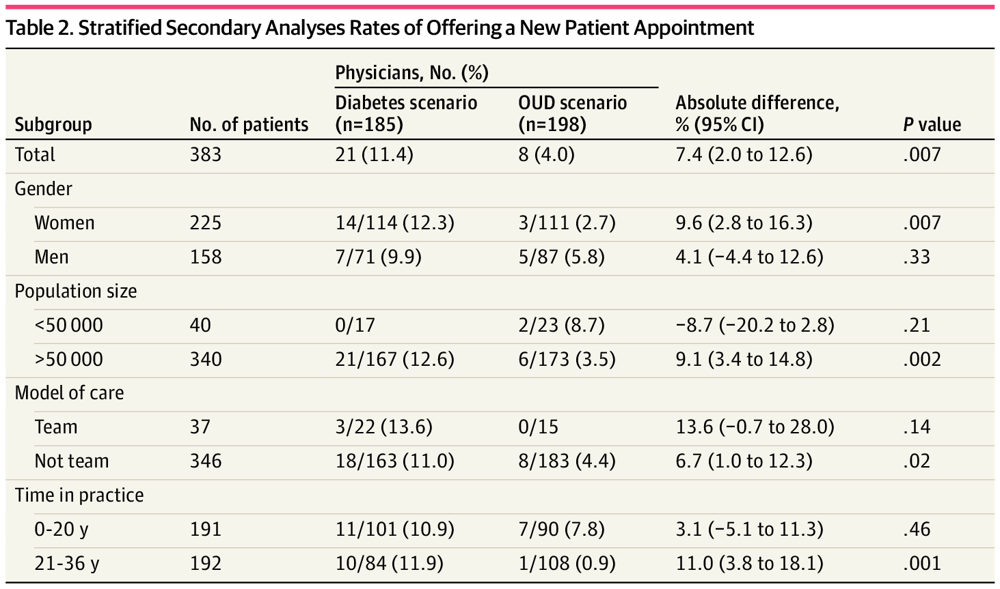 Table 2. Stratified Secondary Analyses Rates of Offering a New Patient Appointment
Physicians, No. (%)
Subgroup No. of patients Diabetes scenario (n=185) OUD scenario (n=198) Absolute difference, % (95% CI) P value
Total 383 21 (11.4) 8 (4.0) 7.4 (2.0 to 12.6) .007
Gender
Women 225 14/114 (12.3) 3/111 (2.7) 9.6 (2.8 to 16.3) .007
Men 158 7/71 (9.9) 5/87 (5.8) 4.1 (−4.4 to 12.6) .33
Population size
<50 000 40 0/17 2/23 (8.7) −8.7 (−20.2 to 2.8) .21
>50 000 340 21/167 (12.6) 6/173 (3.5) 9.1 (3.4 to 14.8) .002
Model of care
Team 37 3/22 (13.6) 0/15 13.6 (−0.7 to 28.0) .14
Not team 346 18/163 (11.0) 8/183 (4.4) 6.7 (1.0 to 12.3) .02
Time in practice
0-20 y 191 11/101 (10.9) 7/90 (7.8) 3.1 (−5.1 to 11.3) .46
21-36 y 192 10/84 (11.9) 1/108 (0.9) 11.0 (3.8 to 18.1) .001